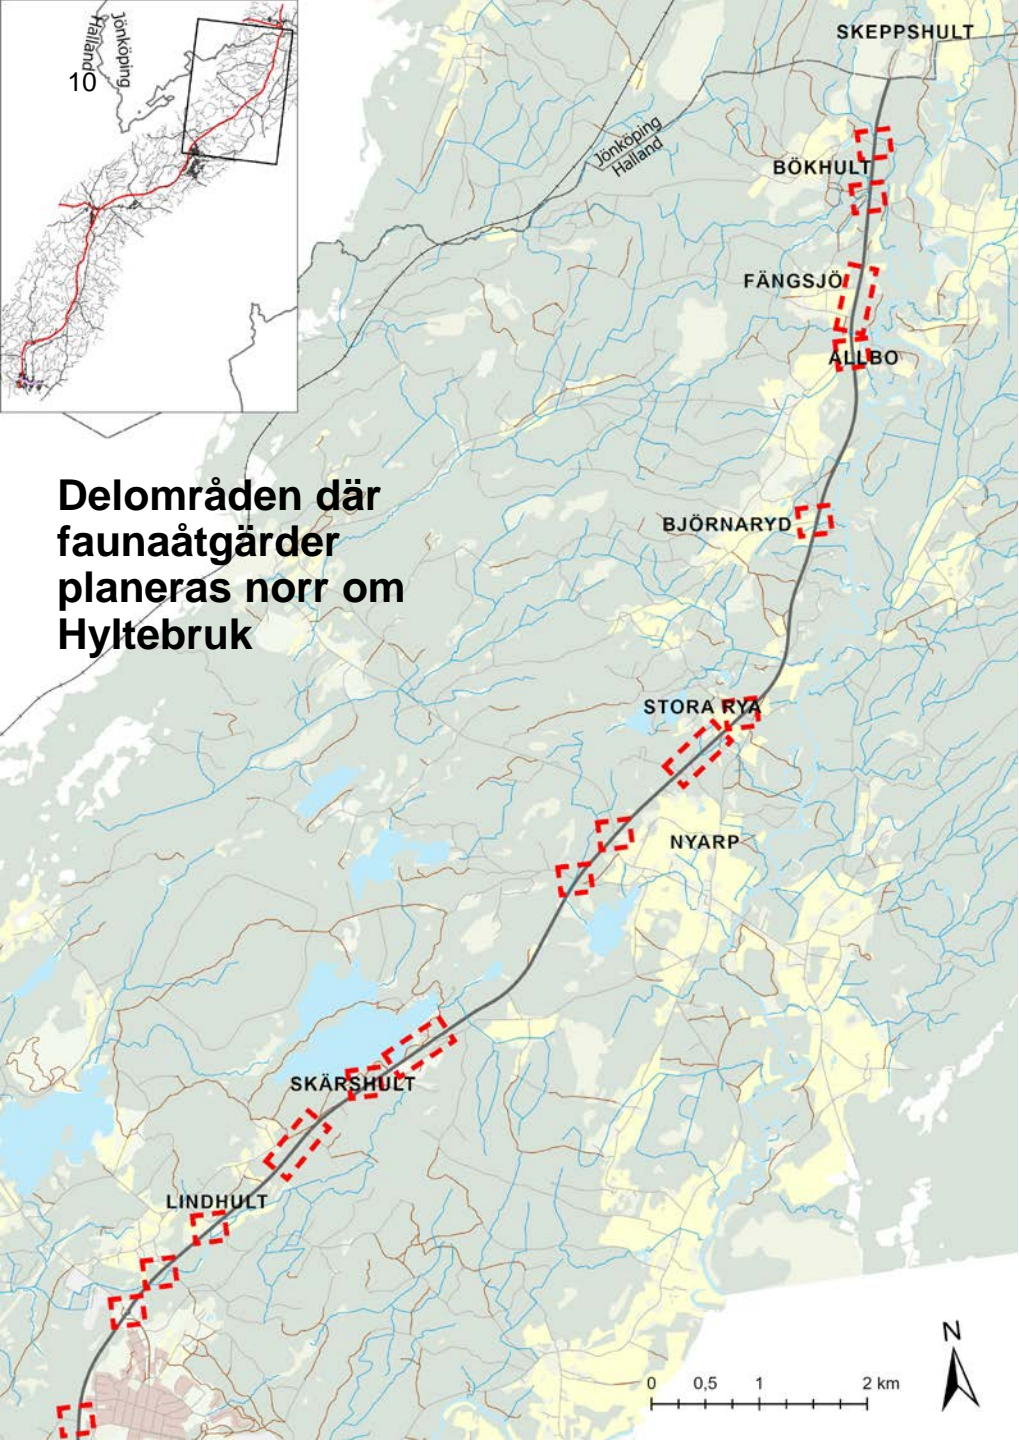 Jönköping
Halland
10
SKEPPSHULT
Jönköping
Halland
BÖKHULT
FÄNGSJÖ
ALLBO
Delområden där
faunaåtgärder
planeras norr om
Hyltebruk
BJÖRNARYD
STORA RYA
NYARP
SKÄRSHULT
LINDHULT
N
0 0,5 1 2 km